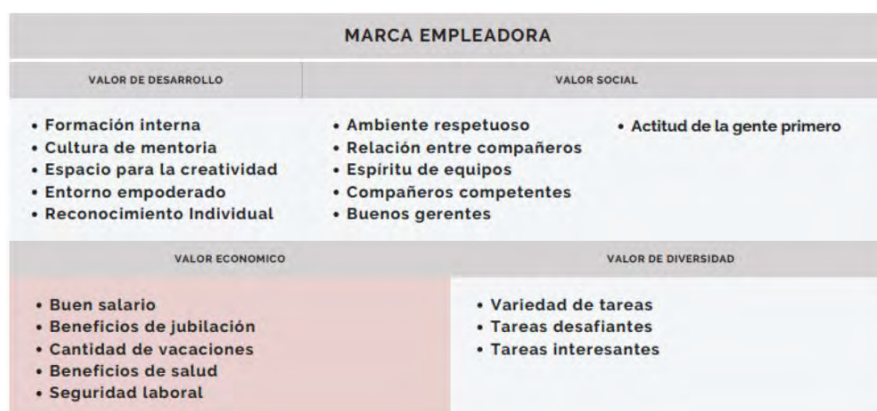 MARCA EMPLEADORA
VALOR DE DESARROLLO
VALOR SOCIAL
• Formación interna
• Cultura de mentoria
• Espacio para la creatividad
• Entorno empoderado
• Reconocimiento Individual
• Ambiente respetuoso
• Relación entre compañeros
• Espíritu de equipos
• Compañeros competentes
• Buenos gerentes
• Actitud de la gente primero
VALOR ECONOMICO
VALOR DE DIVERSIDAD
• Buen salario
• Beneficios de jubilación
• Cantidad de vacaciones
• Beneficios de salud
• Seguridad laboral
• Variedad de tareas
• Tareas desafiantes
• Tareas interesantes